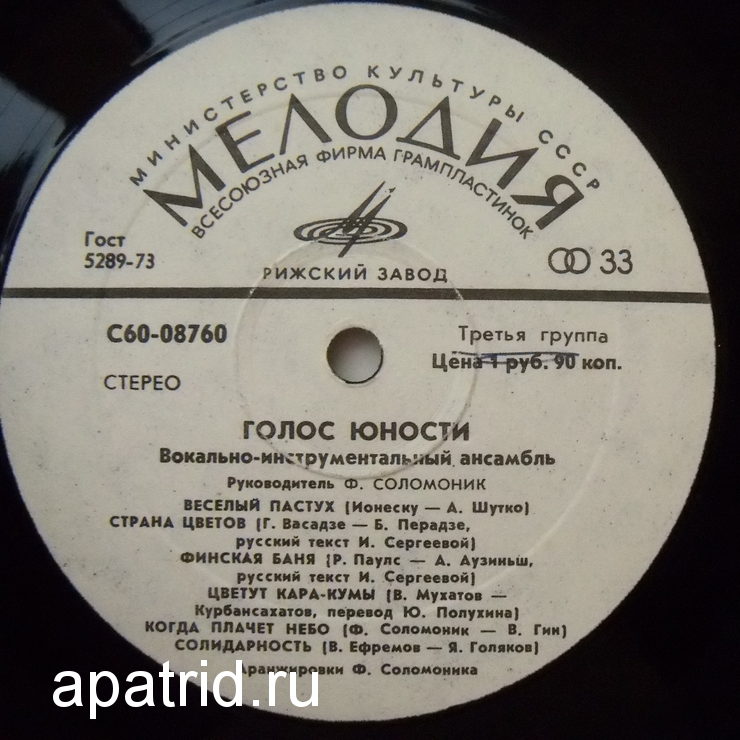 МИНИСТЕРСТВО КУЛЬТУРЫ СССР
МЕЛОДИЯ
ВСЕСОЮЗНАЯ ФИРМА ГРАМПЛАСТИНОК
Гост
5289-73
РИЖСКИЙ ЗАВОД
33
С60-08760
Третья группа
Цена 1 руб. 90 коп.
СТЕРЕО
ГОЛОС ЮНОСТИ
Вокально-инструментальный ансамбль
Руководитель Ф. СОЛОМОНИК
ВЕСЕЛЫЙ ПАСТУХ (Ионеску — А. Шутко)
СТРАНА ЦВЕТОВ (Г. Васадзе — Б. Перадзе,
русский текст И. Сергеевой)
ФИНСКАЯ БАНЯ (Р. Паулс — А. Аузиньш,
русский текст И. Сергеевой)
ЦВЕТУТ КАРА-КУМЫ (В. Мухатов —
Курбансахатов, перевод Ю. Полухина)
КОГДА ПЛАЧЕТ НЕБО (Ф. Соломоник — В. Гин)
СОЛИДАРНОСТЬ (В. Ефремов — Я. Голяков)
Аранжировки Ф. Соломоника
apatrid.ru